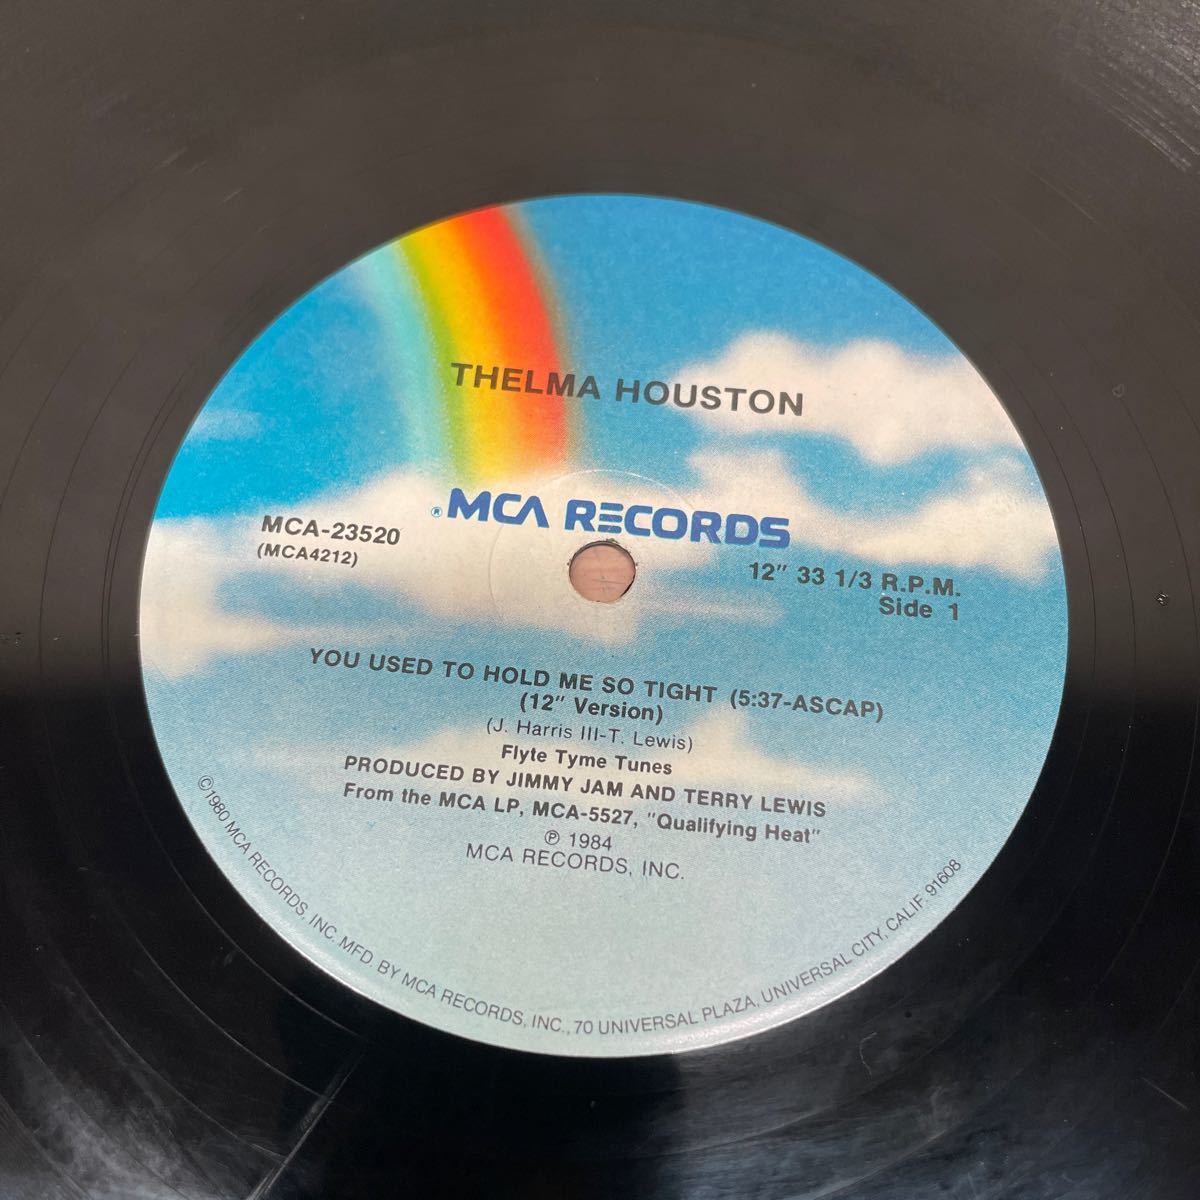 THELMA HOUSTON
® MCA RECORDS
MCA-23520
(MCA4212)
12" 33 1/3 R.P.M.
Side 1
YOU USED TO HOLD ME SO TIGHT (5:37-ASCAP)
(12" Version)
(J. Harris III-T. Lewis)
Flyte Tyme Tunes
PRODUCED BY JIMMY JAM AND TERRY LEWIS
From the MCA LP, MCA-5527, "Qualifying Heat"
℗ 1984
MCA RECORDS, INC.
©1980 MCA RECORDS, INC. MFD. BY MCA RECORDS, INC., 70 UNIVERSAL PLAZA, UNIVERSAL CITY, CALIF. 91608